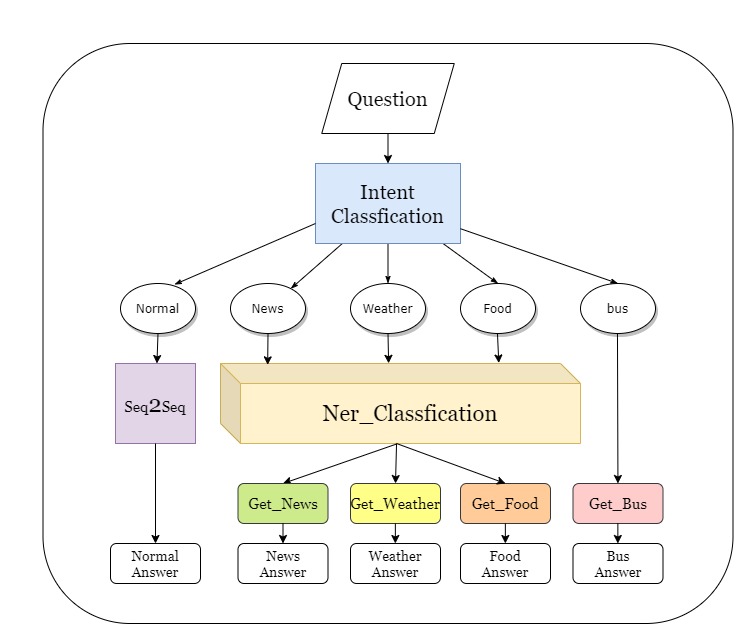 Question
Intent
Classfication
Normal
News
Weather
Food
bus
Seq2Seq
Ner_Classfication
Get_News
Get_Weather
Get_Food
Get_Bus
Normal
Answer
News
Answer
Weather
Answer
Food
Answer
Bus
Answer